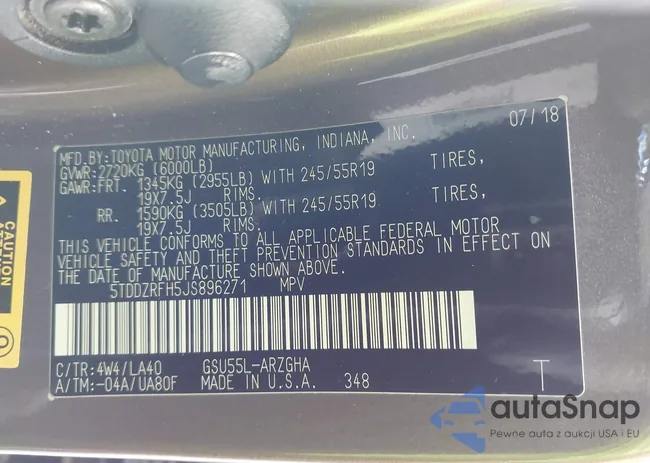 07/18
MFD.BY:TOYOTA MOTOR MANUFACTURING, INDIANA, INC.
GVWR:2720KG (6000LB)
GAWR:FRT. 1345KG (2955LB) WITH 245/55R19 TIRES,
19X7.5J RIMS.
RR. 1590KG (3505LB) WITH 245/55R19 TIRES,
19X7.5J RIMS.
THIS VEHICLE CONFORMS TO ALL APPLICABLE FEDERAL MOTOR
VEHICLE SAFETY AND THEFT PREVENTION STANDARDS IN EFFECT ON
THE DATE OF MANUFACTURE SHOWN ABOVE.
5TDDZRFH5JS896271 MPV
C/TR:4W4/LA40 GSU55L-ARZGHA
A/TM:-04A/UA80F MADE IN U.S.A. 348 T
CAUTION
autaSnap
Pewne auta z aukcji USA i EU